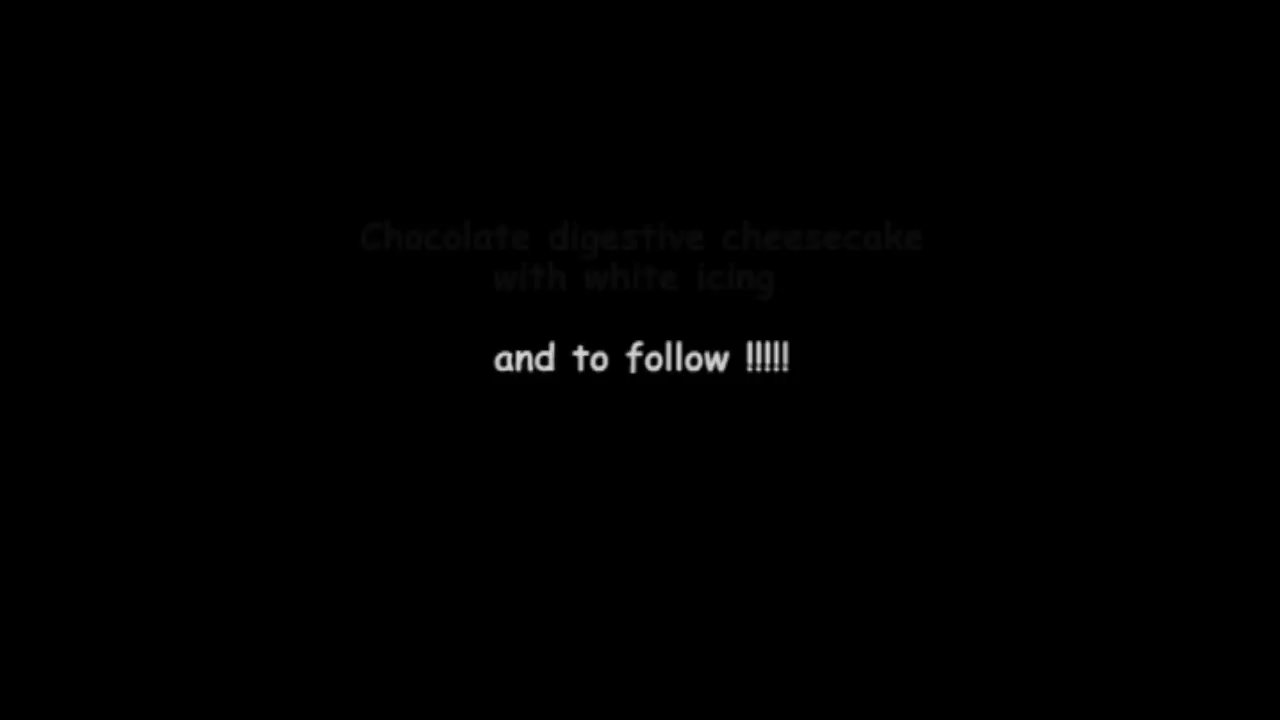 Chocolate digestive cheesecake
with white icing
and to follow !!!!!